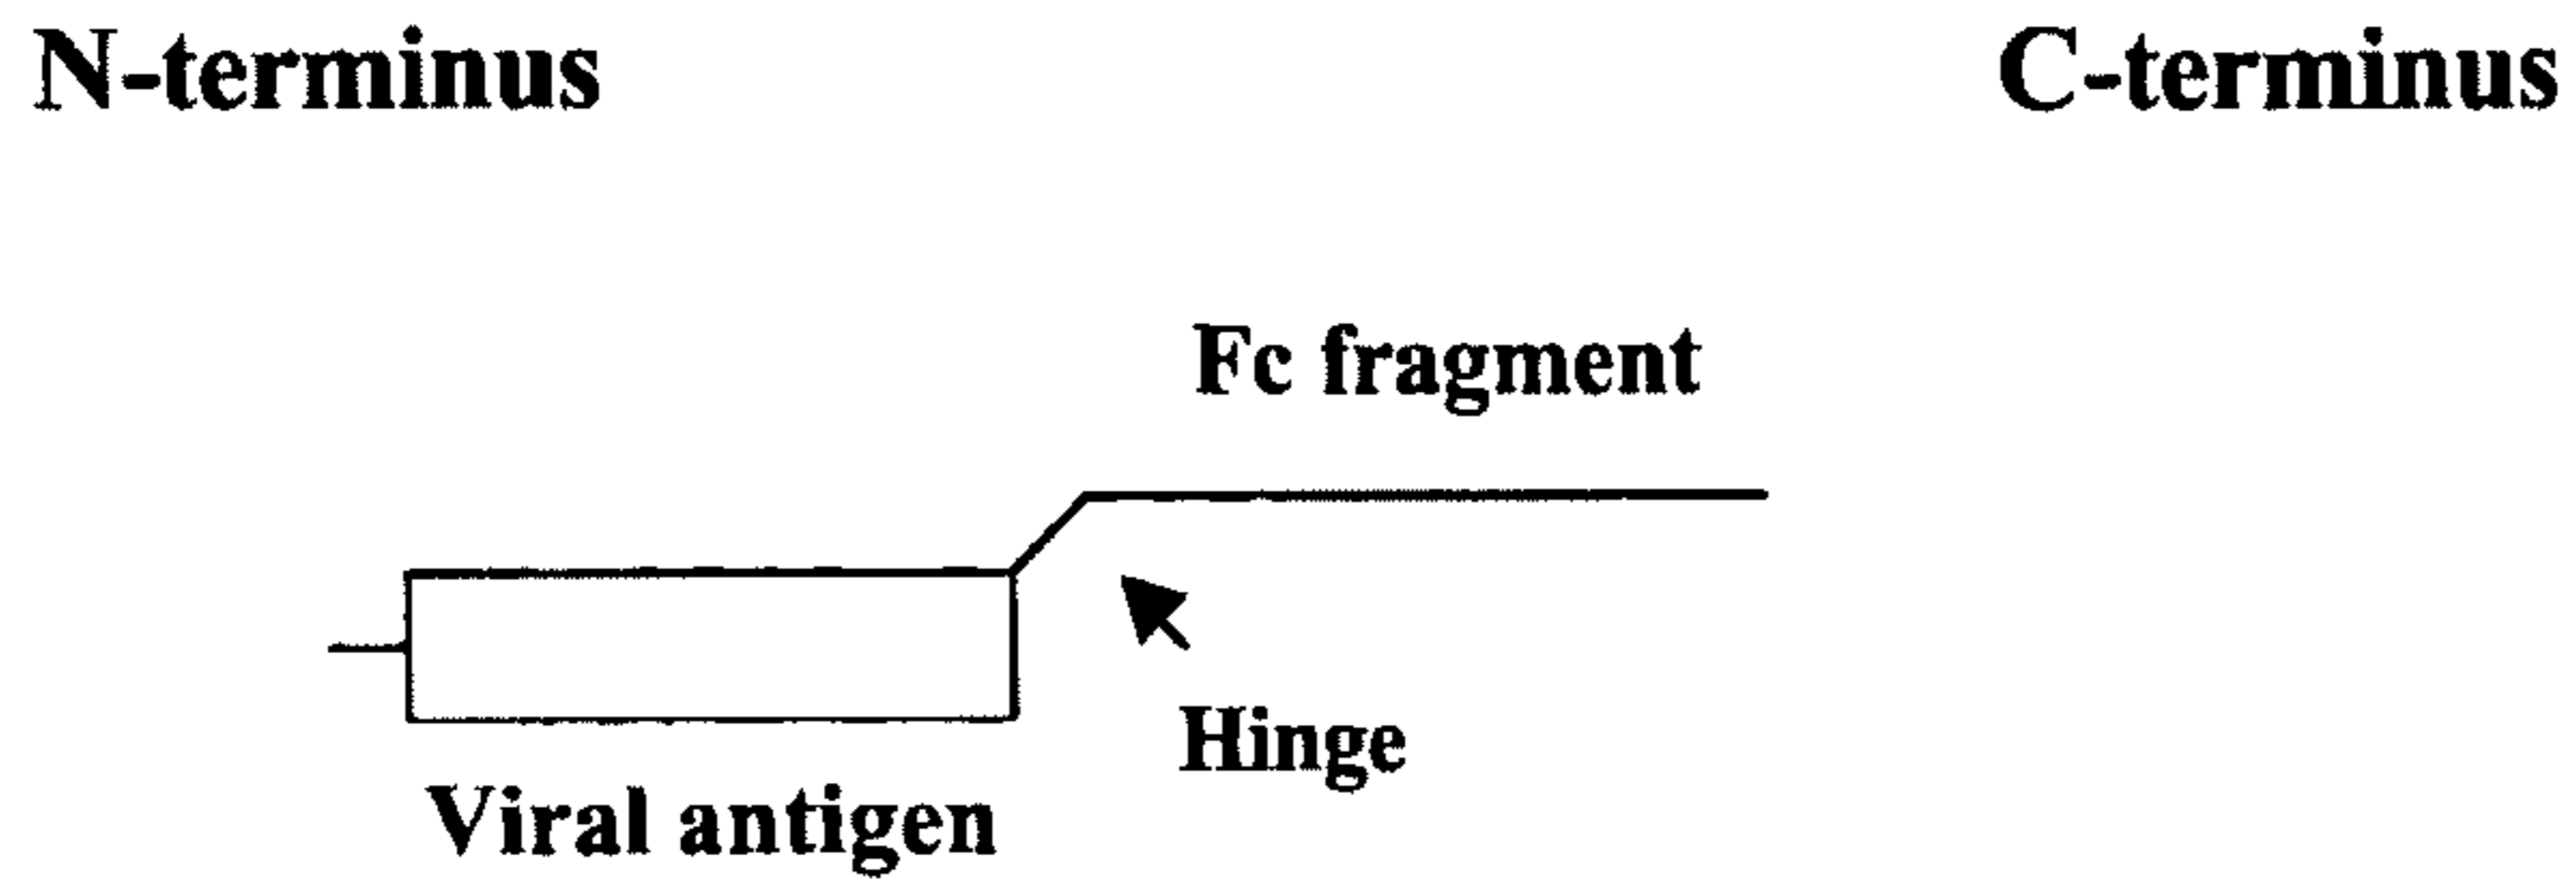 N-terminus
C-terminus
Fc fragment
Hinge
Viral antigen